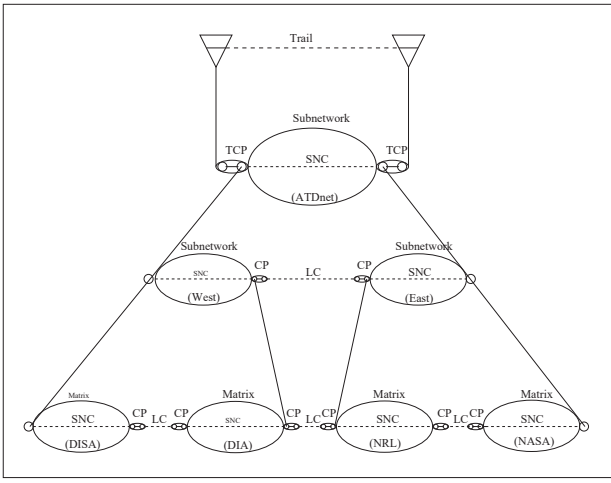 Trail
Subnetwork
TCP
SNC
TCP
(ATDnet)
Subnetwork
Subnetwork
SNC
CP
LC
CP
SNC
(West)
(East)
Matrix
Matrix
Matrix
Matrix
SNC
CP
LC
CP
SNC
CP
LC
CP
SNC
CP
LC
CP
SNC
(DISA)
(DIA)
(NRL)
(NASA)